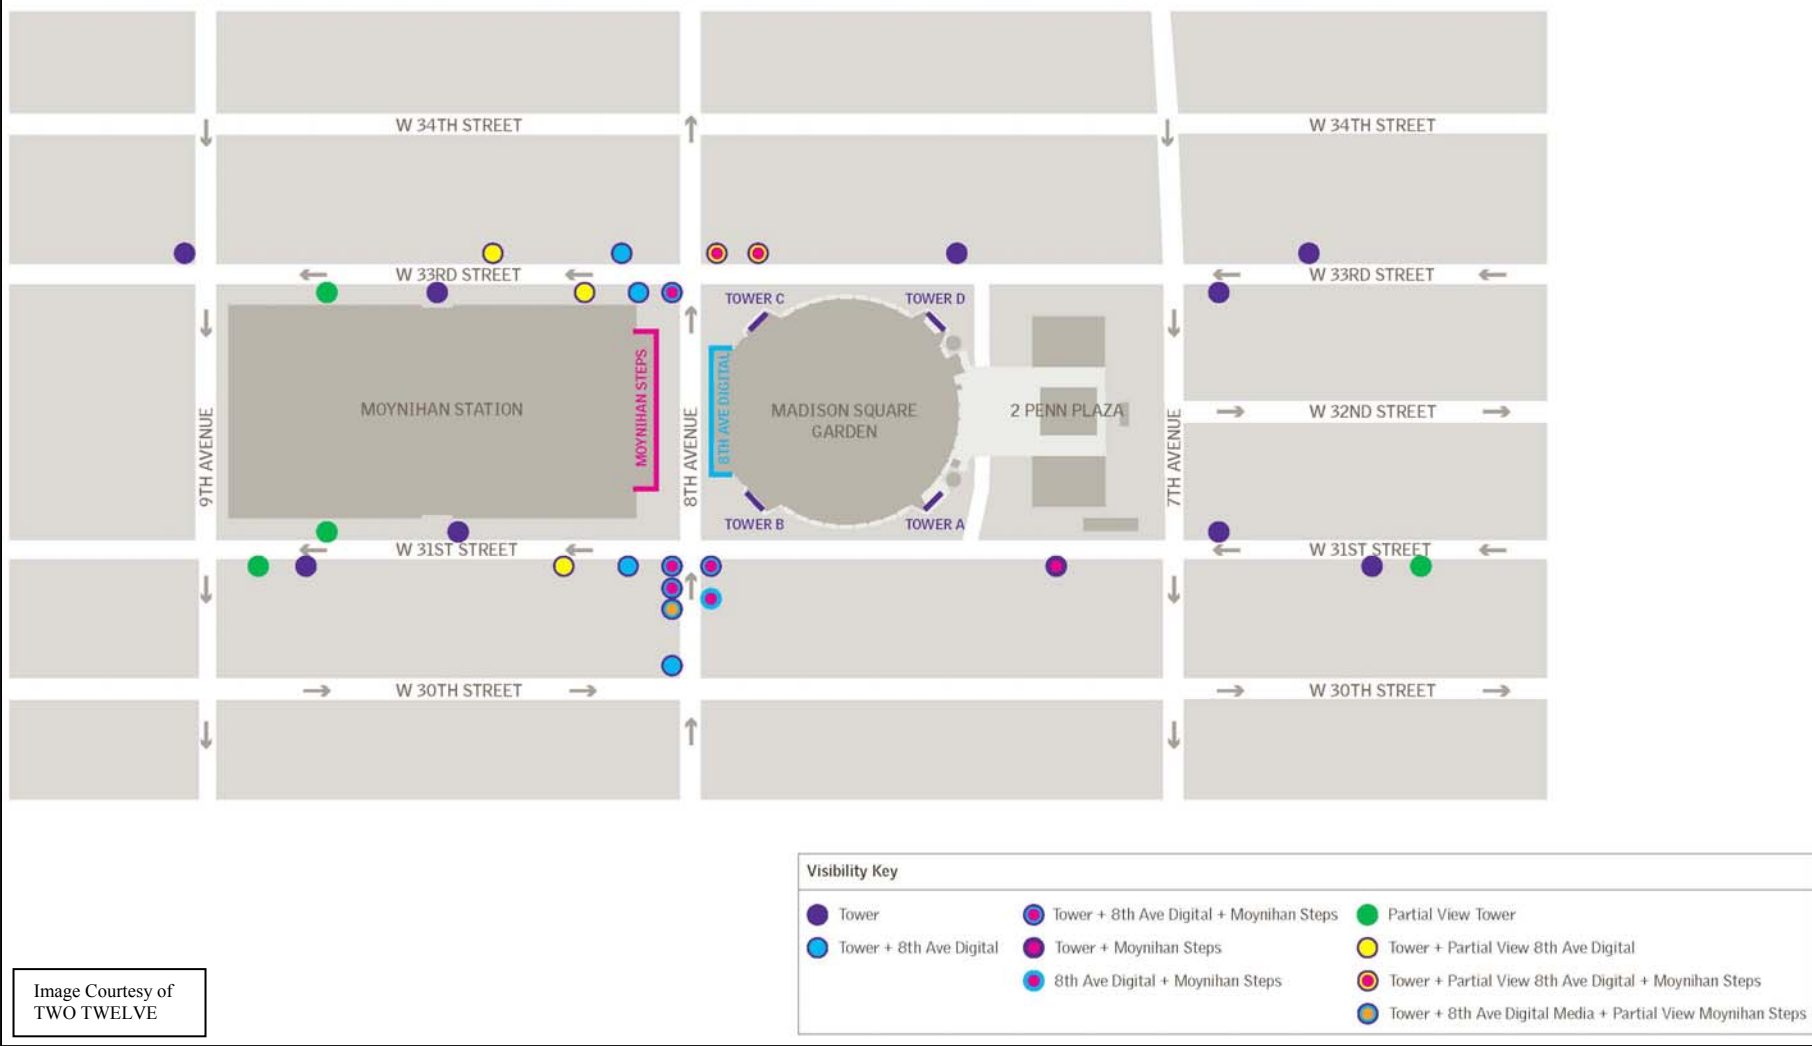 W 34TH STREET
W 34TH STREET
W 33RD STREET
W 33RD STREET
TOWER C
TOWER D
MOYNIHAN STATION
MOYNIHAN STEPS
8TH AVE DIGITAL
MADISON SQUARE
GARDEN
2 PENN PLAZA
W 32ND STREET
9TH AVENUE
8TH AVENUE
7TH AVENUE
TOWER B
TOWER A
W 31ST STREET
W 31ST STREET
W 30TH STREET
W 30TH STREET
Visibility Key
Tower
Tower + 8th Ave Digital
Tower + 8th Ave Digital + Moynihan Steps
Tower + Moynihan Steps
8th Ave Digital + Moynihan Steps
Partial View Tower
Tower + Partial View 8th Ave Digital
Tower + Partial View 8th Ave Digital + Moynihan Steps
Tower + 8th Ave Digital Media + Partial View Moynihan Steps
Image Courtesy of
TWO TWELVE